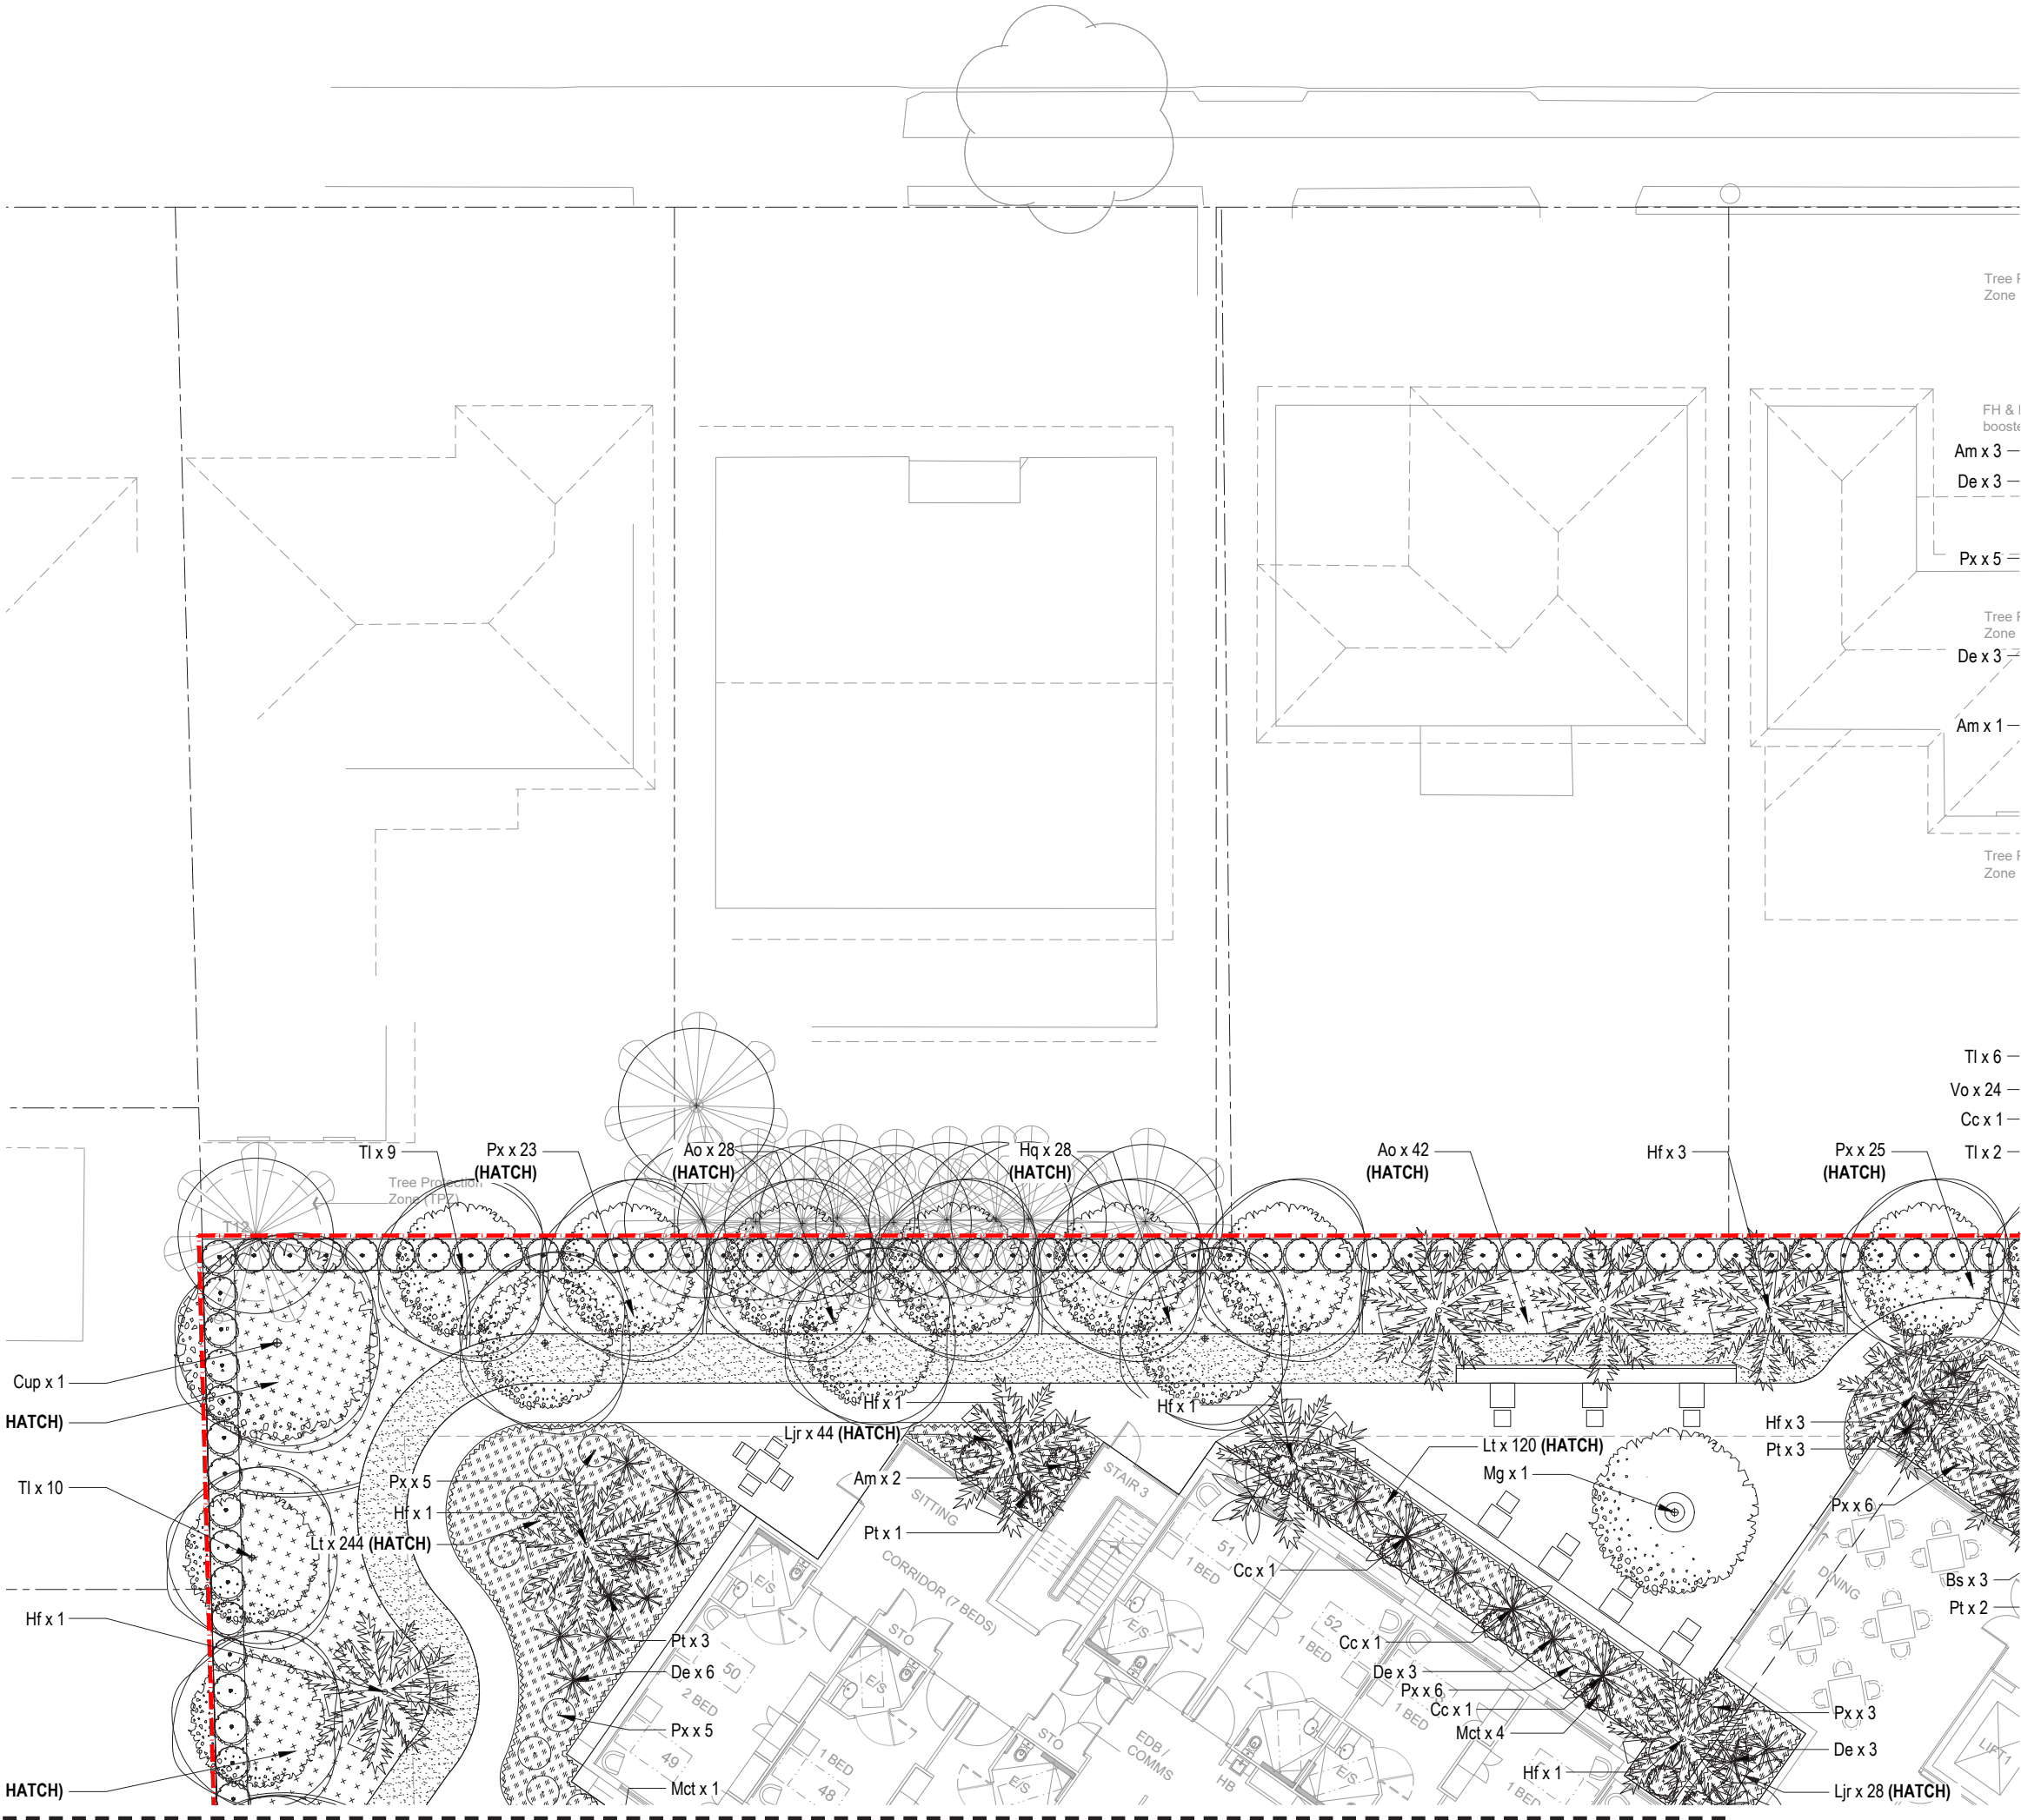 Tree
Zone
FH &
Am x 3
De x 3
Px x 5
Tree
Zone
De x 3
Am x 1
Tree
Zone
Tl x 6
Vo x 24
Cc x 1
Tl x 2
Tl x 9
Px x 23
(HATCH)
Ao x 28
(HATCH)
Hq x 28
(HATCH)
Ao x 42
(HATCH)
Hf x 3
Px x 25
(HATCH)
Tree Protection
Zone (TPZ)
T12
Cup x 1
HATCH)
Tl x 10
Hf x 1
HATCH)
Hf x 1
Hf x 1
Ljr x 44 (HATCH)
Am x 2
Pt x 1
Px x 5
Hf x 1
Lt x 244 (HATCH)
Lt x 120 (HATCH)
Mg x 1
Hf x 3
Pt x 3
Px x 6
Bs x 3
Pt x 2
STAIR 3
SITTING
CORRIDOR (7 BEDS)
51
1 BED
E/S
E/S
DINING
Cc x 1
Pt x 3
De x 6
Px x 5
Mct x 1
STO
E/S
50
2 BED
49
1 BED
48
STO
EDB /
COMMS
HB
E/S
E/S
52
1 BED
1 BED
1 BED
Cc x 1
De x 3
Px x 6
Cc x 1
Mct x 4
Hf x 1
Px x 3
De x 3
Ljr x 28 (HATCH)
LIFT1